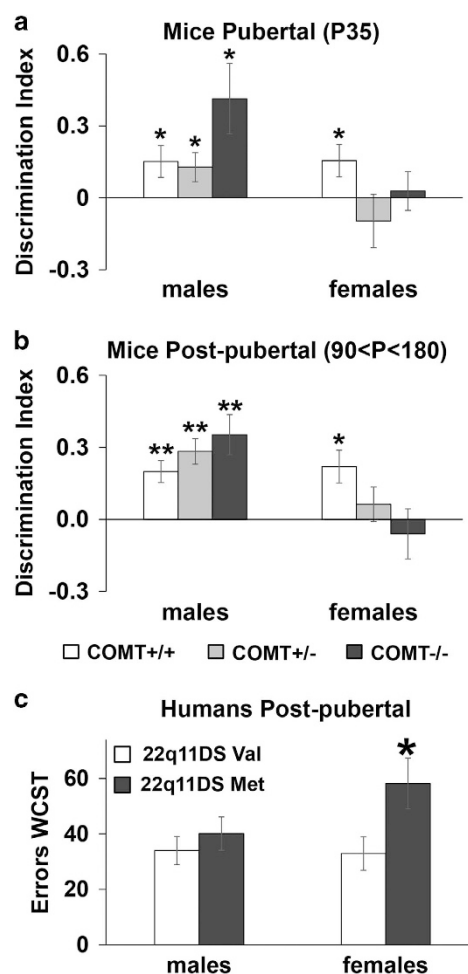 a
Mice Pubertal (P35)
Discrimination Index
0.6
0.3
0
-0.3
*
*
*
*
males
females
b
Mice Post-pubertal (90<P<180)
Discrimination Index
0.6
0.3
0.0
-0.3
**
**
**
*
males
females
COMT+/+ COMT+/- COMT-/-
c
Humans Post-pubertal
Errors WCST
60
40
20
0
22q11DS Val
22q11DS Met
*
males
females